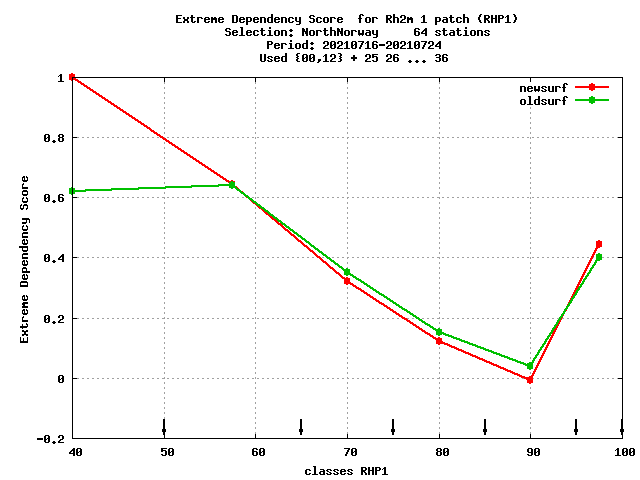 Extreme Dependency Score  for Rh2m 1 patch (RHP1)
Selection: NorthNorway     64 stations
Period: 20210716-20210724
Used {00,12} + 25 26 ... 36
newsurf
oldsurf
Extreme Dependency Score
1
0.8
0.6
0.4
0.2
0
-0.2
40 50 60 70 80 90 100
classes RHP1